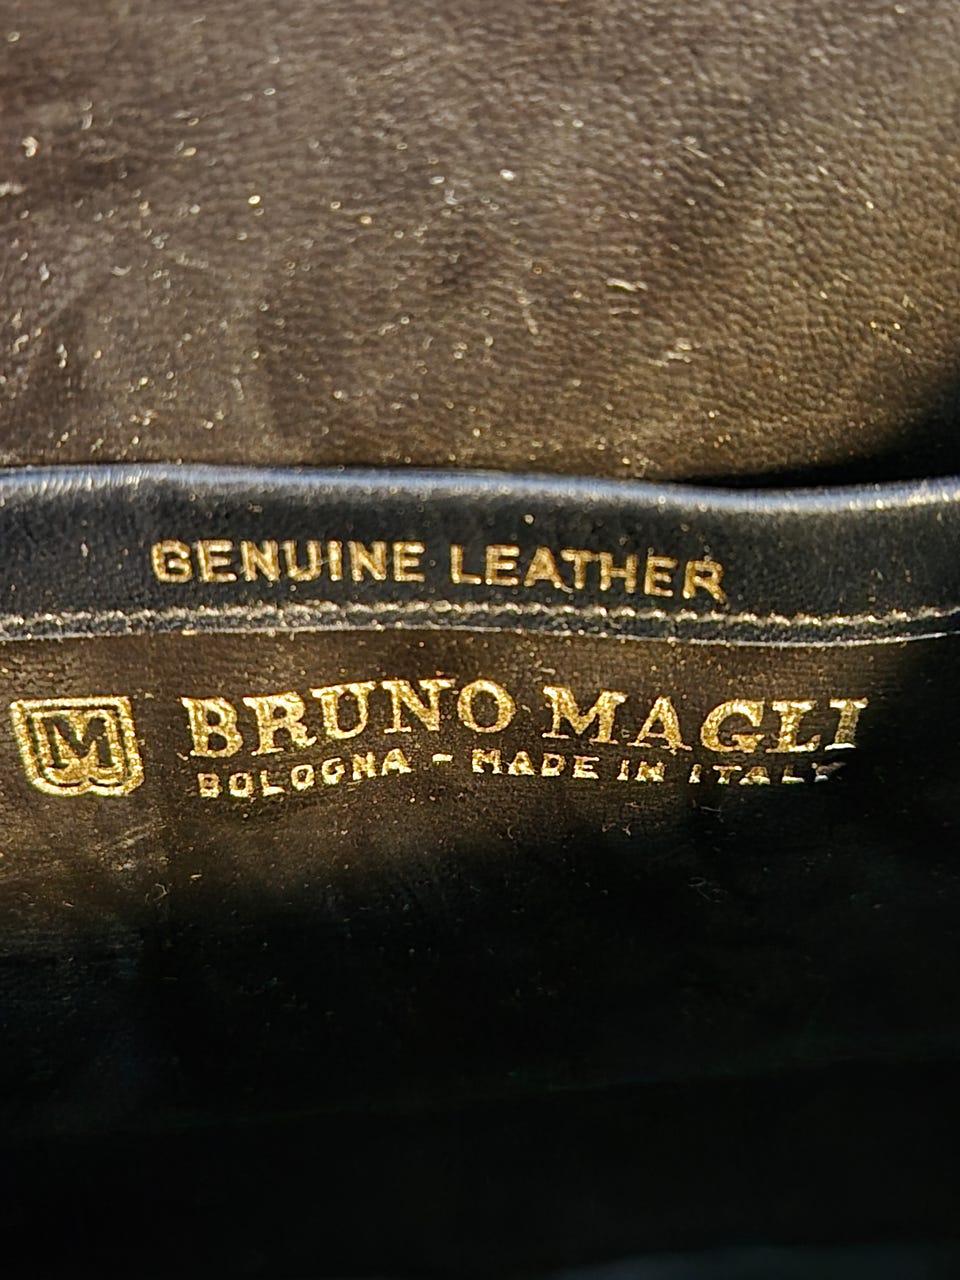 GENUINE LEATHER
M
BRUNO MAGLI
BOLOGNA - MADE IN ITALY